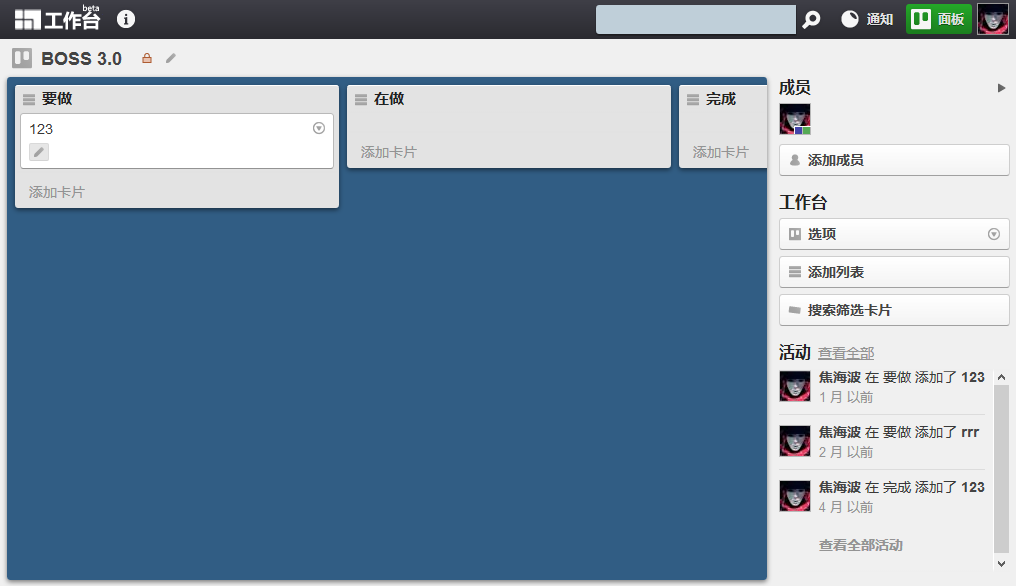 工作台 beta
通知
面板
BOSS 3.0
要做
123
添加卡片
在做
添加卡片
完成
添加卡片
成员
添加成员
工作台
选项
添加列表
搜索筛选卡片
活动 查看全部
焦海波 在 要做 添加了 123
1 月 以前
焦海波 在 要做 添加了 rrr
2 月 以前
焦海波 在 完成 添加了 123
4 月 以前
查看全部活动